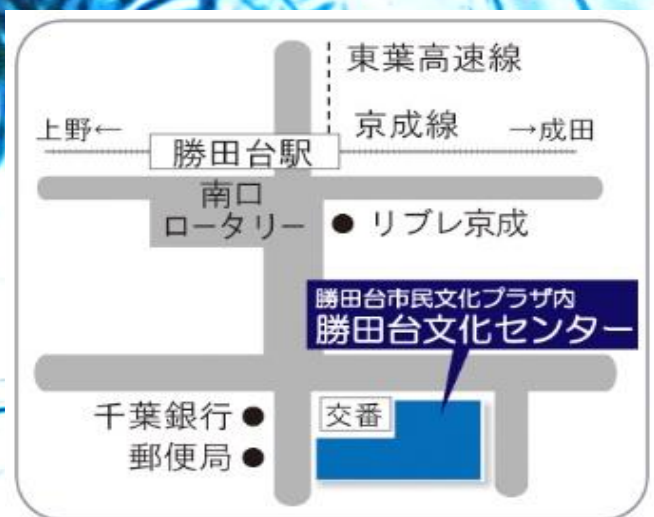 東葉高速線
上野←
京成線
→成田
勝田台駅
南口
ロータリー
リブレ京成
勝田台市民文化プラザ内
勝田台文化センター
千葉銀行
交番
郵便局